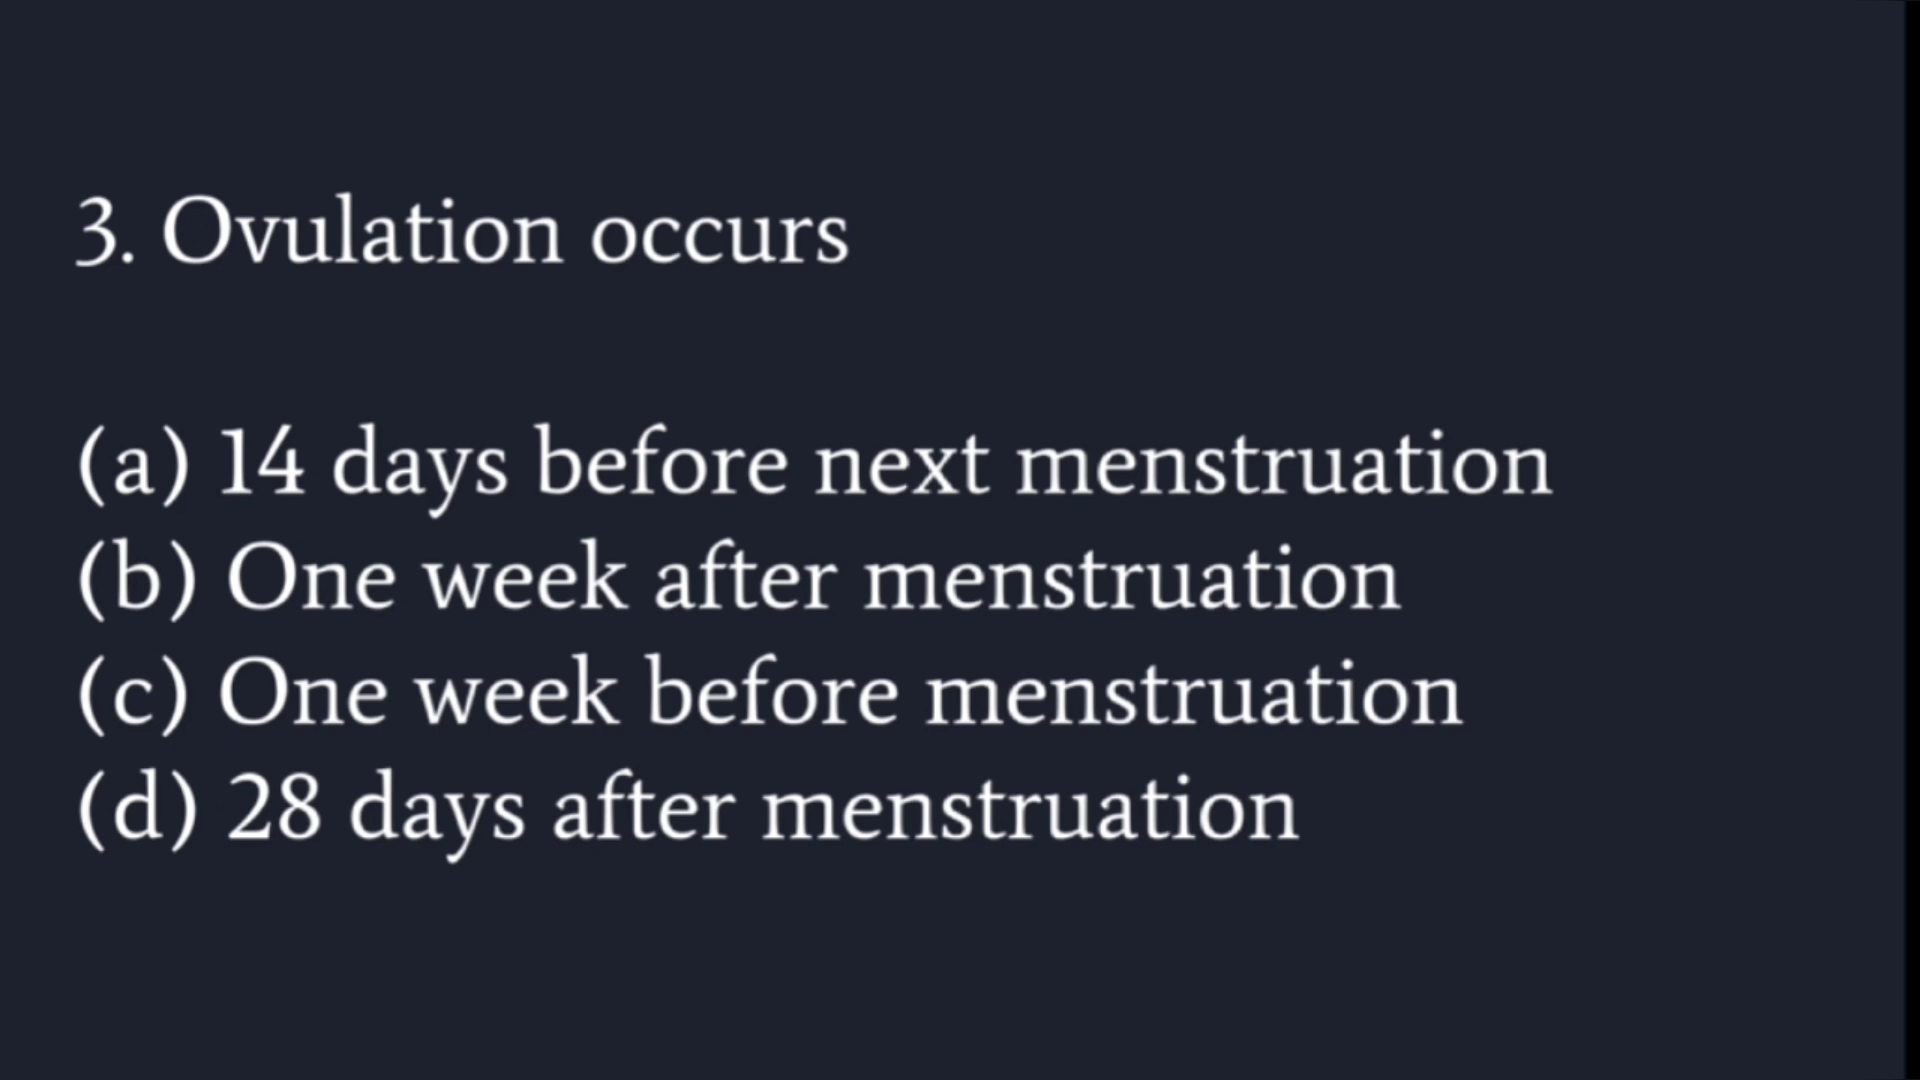 3. Ovulation occurs
(a) 14 days before next menstruation
(b) One week after menstruation
(c) One week before menstruation
(d) 28 days after menstruation